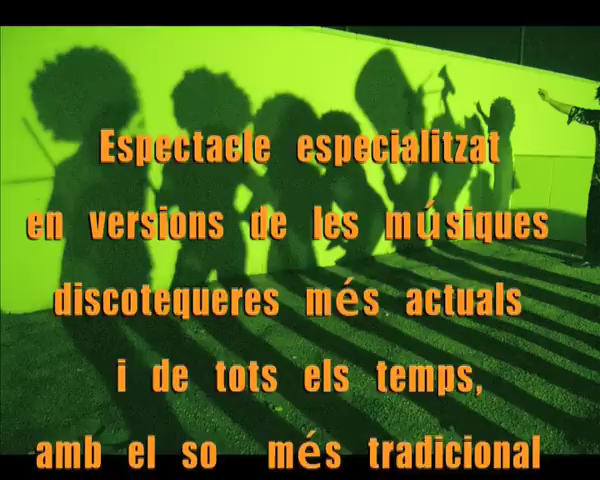 Espectacle especialitzat
en versions de les músiques
discotequeres més actuals
i de tots els temps,
amb el so més tradicional